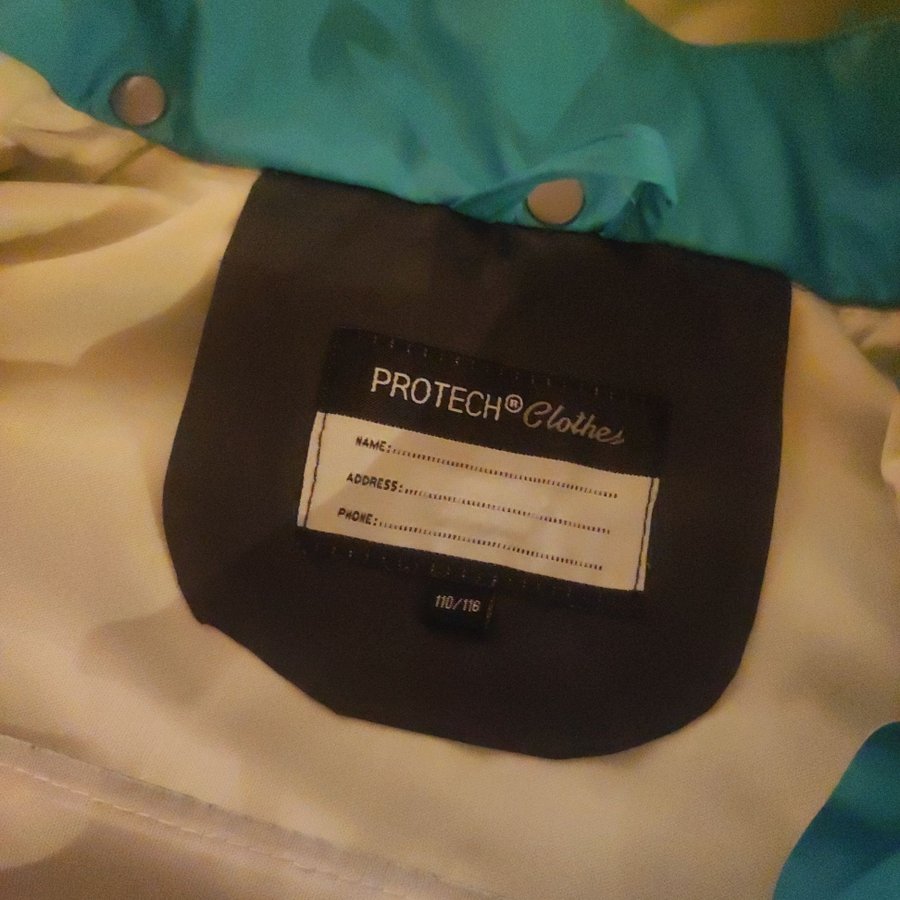 PROTECH® Clothes
NAME:
ADDRESS:
PHONE:
110/116